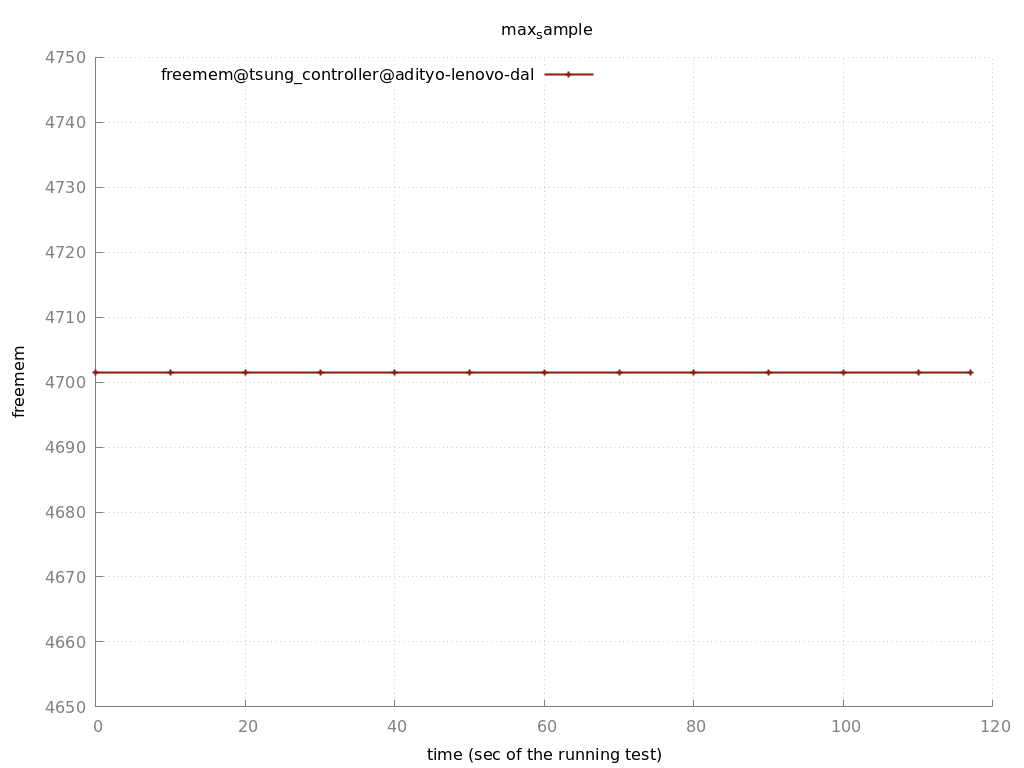 max_sample
freemem@tsung_controller@adityo-lenovo-dal
4750
4740
4730
4720
4710
4700
4690
4680
4670
4660
4650
freemem
0 20 40 60 80 100 120
time (sec of the running test)